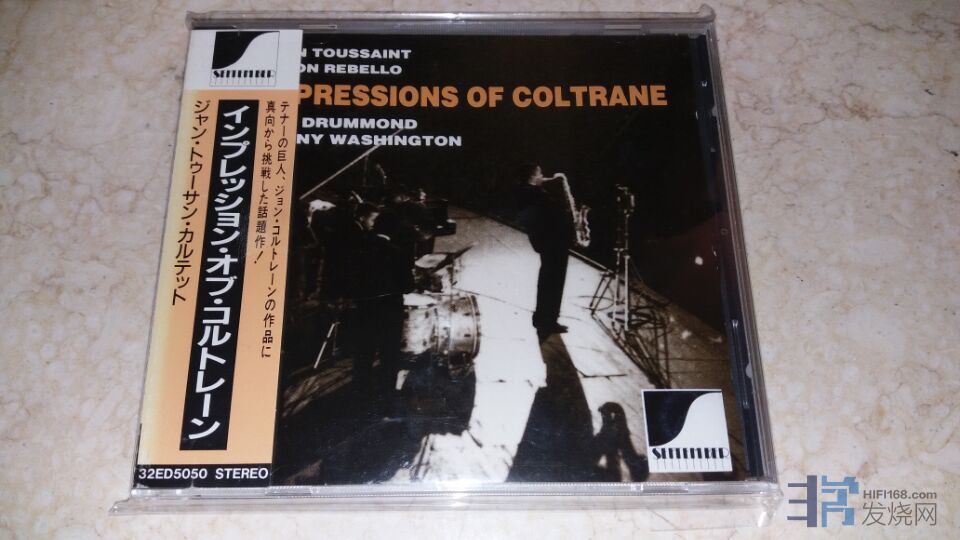 SEPTEMBER
N TOUSSAINT
ON REBELLO
PRESSIONS OF COLTRANE
DRUMMOND
NY WASHINGTON
テナーの巨人、ジョン・コルトレーンの作品に
真向から挑戦した話題作!
インプレッション・オブ・コルトレーン
ジャン・トゥーサン・カルテット
32ED5050 STEREO
SEPTEMBER
HIFI168.com
发烧网